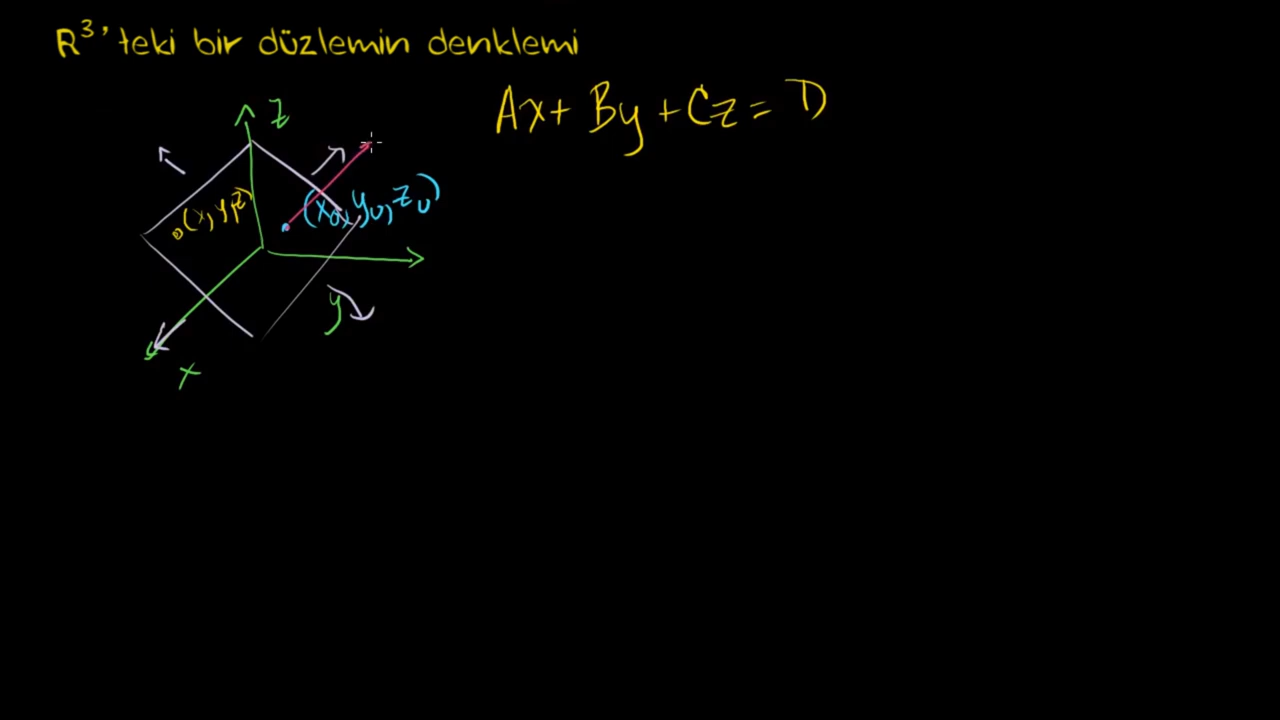 R³'teki bir düzlemin denklemi
Ax + By + Cz = D
z
(x, y, z)
(x₀, y₀, z₀)
y
x